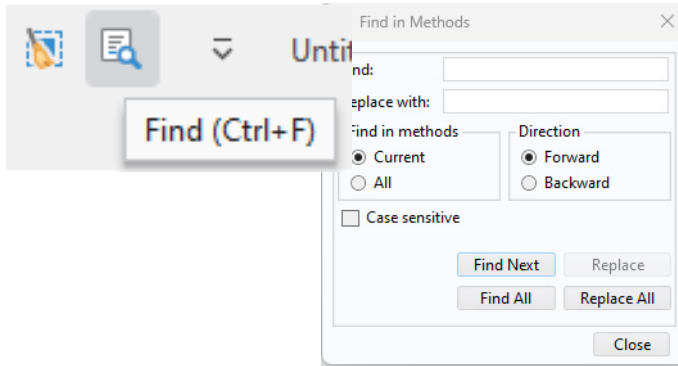 Unti
Find (Ctrl+F)
Find in Methods
nd:
eplace with:
Find in methods
Current
All
Direction
Forward
Backward
Case sensitive
Find Next
Replace
Find All
Replace All
Close